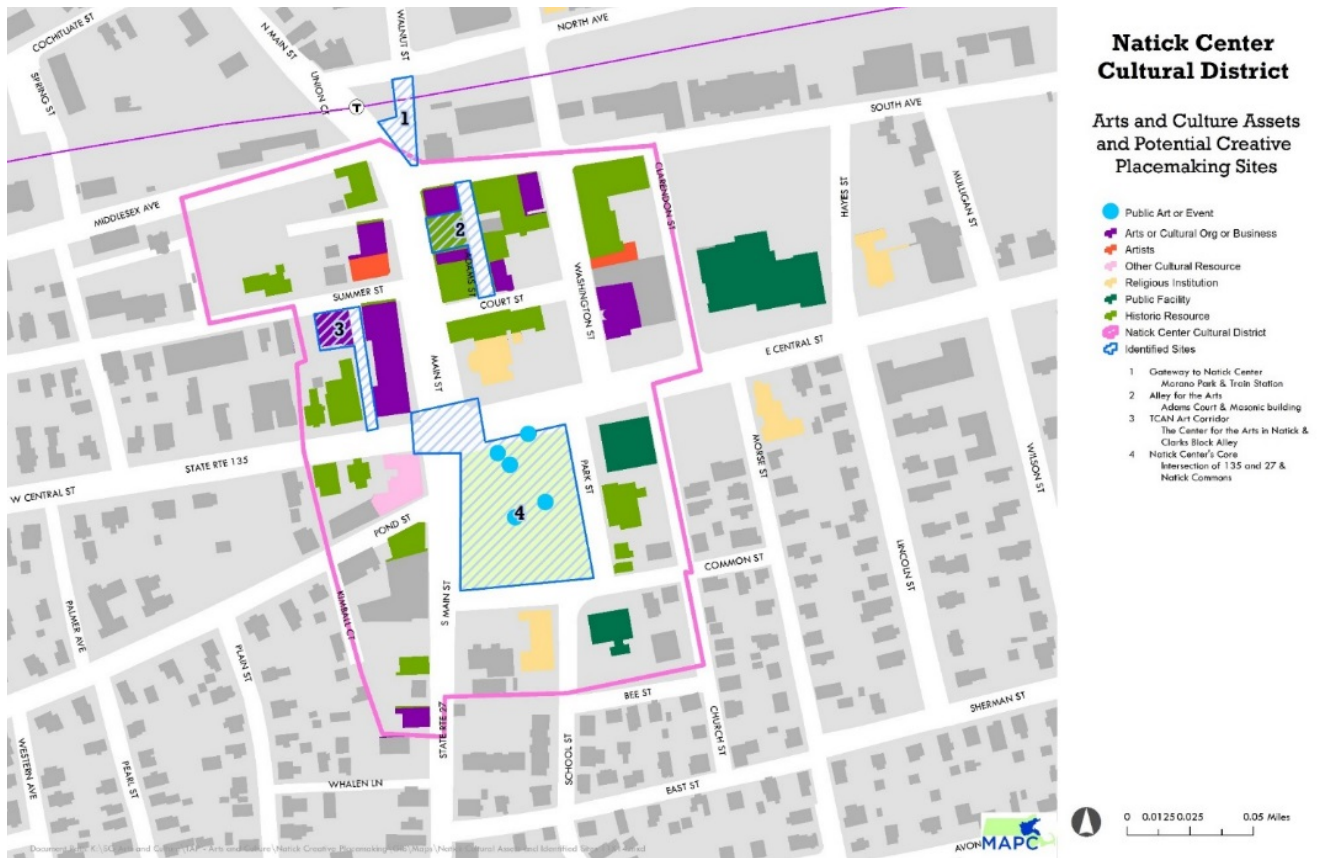 Natick Center
Cultural District
Arts and Culture Assets
and Potential Creative
Placemaking Sites
Public Art or Event
Arts or Cultural Org or Business
Artists
Other Cultural Resource
Religious Institution
Public Facility
Historic Resource
Natick Center Cultural District
Identified Sites
1 Gateway to Natick Center
Morano Park & Train Station
2 Alley for the Arts
Adams Court & Masonic building
3 TCAN Art Corridor
The Center for the Arts in Natick &
Clarks Block Alley
4 Natick Center's Core
Intersection of 135 and 27 &
Natick Commons
0 0.0125 0.025 0.05 Miles
MAPC
COCHITUATE ST
SPRING ST
N MAIN ST
UNION CT
WALNUT ST
NORTH AVE
T
1
SOUTH AVE
MIDDLESEX AVE
CLARENDON ST
HAYES ST
MULLIGAN ST
2
ADAMS ST
WASHINGTON ST
SUMMER ST
COURT ST
3
MAIN ST
E CENTRAL ST
STATE RTE 135
W CENTRAL ST
PARK ST
MORSE ST
WILSON ST
4
POND ST
LINCOLN ST
COMMON ST
S MAIN ST
KIMBALL CT
PALMER AVE
PLAIN ST
BEE ST
SHERMAN ST
STATE RTE 27
CHURCH ST
SCHOOL ST
WESTERN AVE
PEARL ST
WHALEN LN
EAST ST
AVON